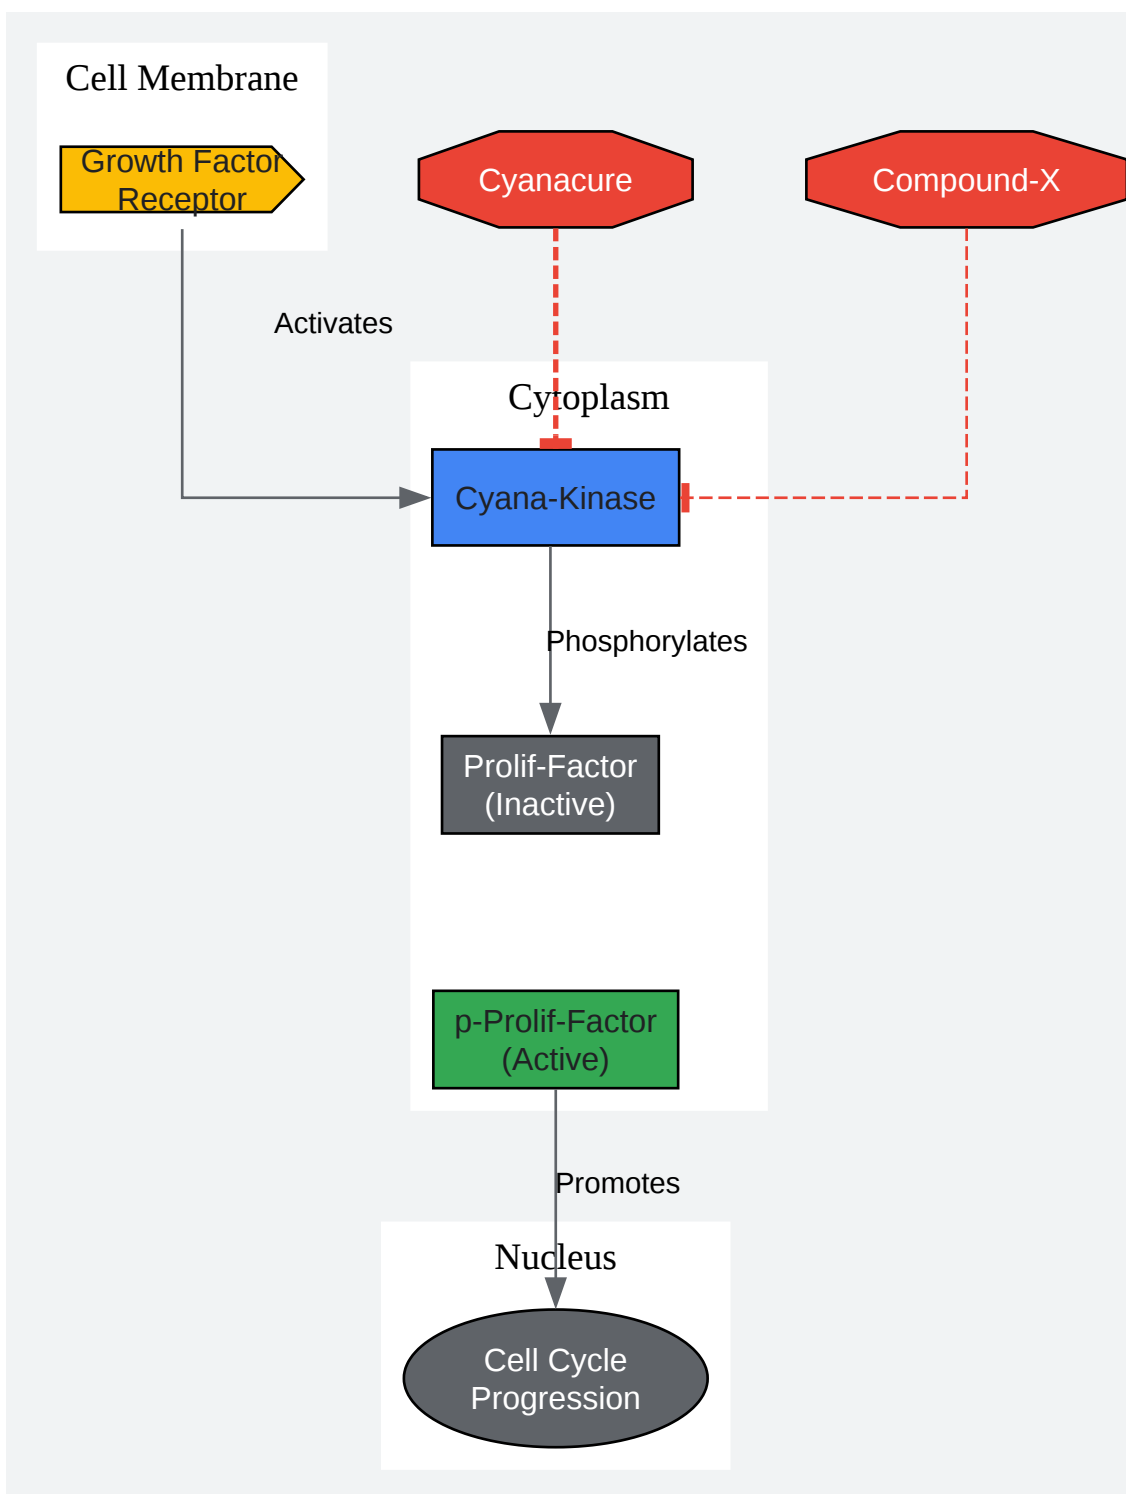 Cell Membrane
Growth Factor
Receptor
Cyanacure
Compound-X
Activates
Cytoplasm
Cyana-Kinase
Phosphorylates
Prolif-Factor
(Inactive)
p-Prolif-Factor
(Active)
Promotes
Nucleus
Cell Cycle
Progression